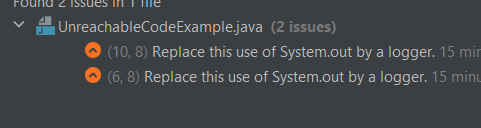 Found 2 issues in 1 file
UnreachableCodeExample.java (2 issues)
(10, 8) Replace this use of System.out by a logger. 15 min
(6, 8) Replace this use of System.out by a logger. 15 minu